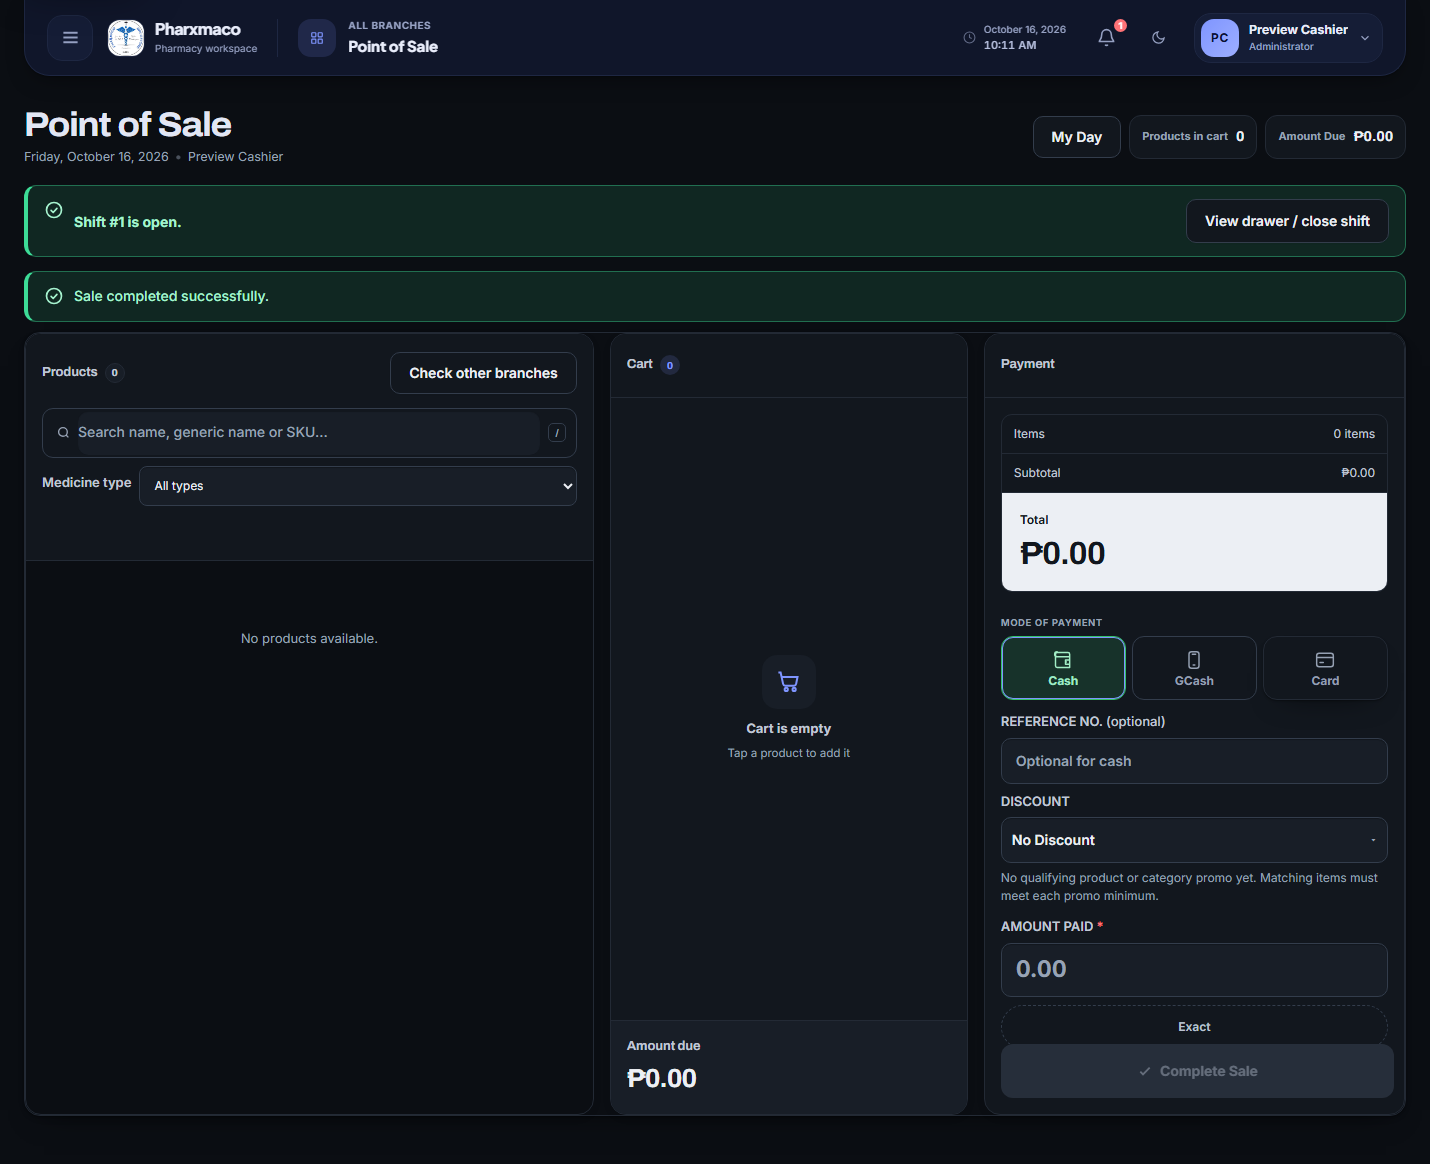 Pharxmaco
Pharmacy workspace
ALL BRANCHES
Point of Sale
October 16, 2026
10:11 AM
1
PC
Preview Cashier
Administrator
Point of Sale
Friday, October 16, 2026 • Preview Cashier
My Day
Products in cart 0
Amount Due ₱0.00
Shift #1 is open.
View drawer / close shift
Sale completed successfully.
Products 0
Check other branches
Search name, generic name or SKU...
/
Medicine type
All types
No products available.
Cart 0
Cart is empty
Tap a product to add it
Amount due
₱0.00
Payment
Items 0 items
Subtotal ₱0.00
Total
₱0.00
MODE OF PAYMENT
Cash
GCash
Card
REFERENCE NO. (optional)
Optional for cash
DISCOUNT
No Discount
No qualifying product or category promo yet. Matching items must
meet each promo minimum.
AMOUNT PAID *
0.00
Exact
Complete Sale